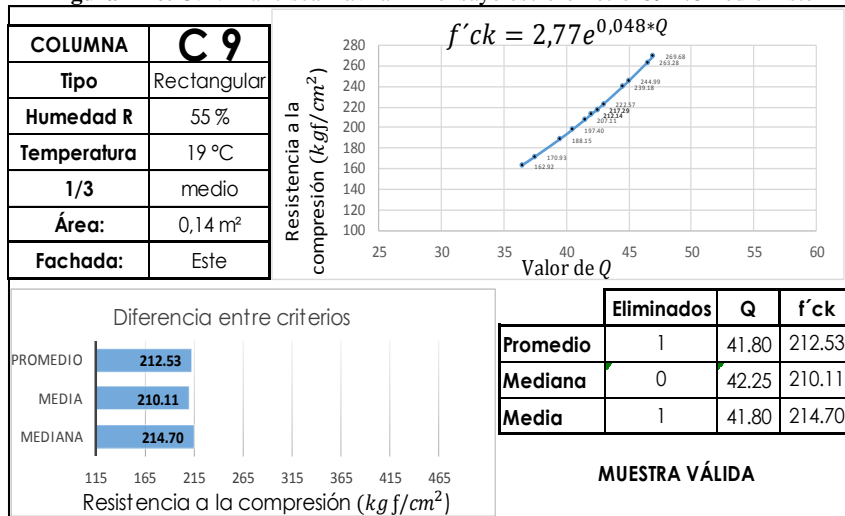 COLUMNA C 9
Tipo Rectangular
Humedad R 55 %
Temperatura 19 °C
1/3 medio
Área: 0,14 m²
Fachada: Este
f´ck = 2,77e^{0,048*Q}
Resistencia a la
compresión (kgf/cm²)
280
260
240
220
200
180
160
140
120
100
269.68
263.28
244.99
239.18
222.57
217.29
212.14
207.11
197.40
188.15
170.93
162.92
25 30 35 40 45 50 55 60
Valor de Q
Diferencia entre criterios
PROMEDIO 212.53
MEDIA 210.11
MEDIANA 214.70
115 165 215 265 315 365 415 465
Resistencia a la compresión (kg f/cm²)
Eliminados Q f´ck
Promedio 1 41.80 212.53
Mediana 0 42.25 210.11
Media 1 41.80 214.70
MUESTRA VÁLIDA